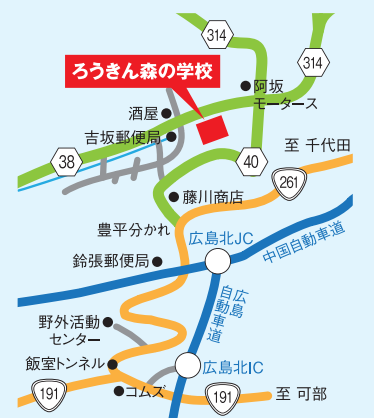 314
314
ろうきん森の学校
阿坂
モータース
酒屋
吉坂郵便局
至 千代田
38
40
261
藤川商店
豊平分かれ
広島北JC
中国自動車道
鈴張郵便局
広島
自動車道
野外活動
センター
飯室トンネル
広島北IC
コムズ
191
191
至 可部